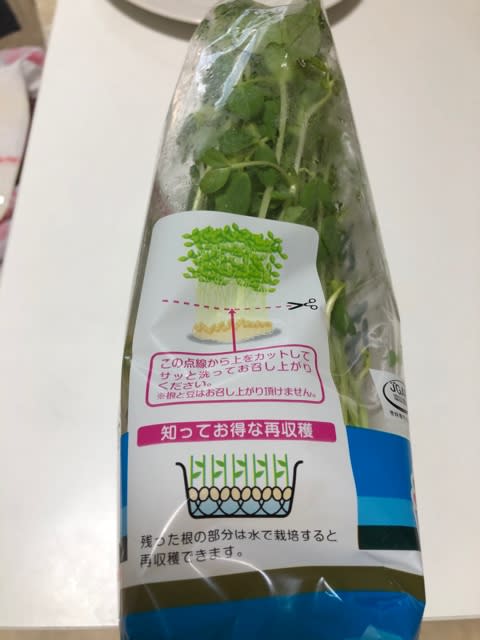 この点線から上をカットして
サッと洗ってお召し上がり
ください。
※根と豆はお召し上がり頂けません。
知ってお得な再収穫
残った根の部分は水で栽培すると
再収穫できます。